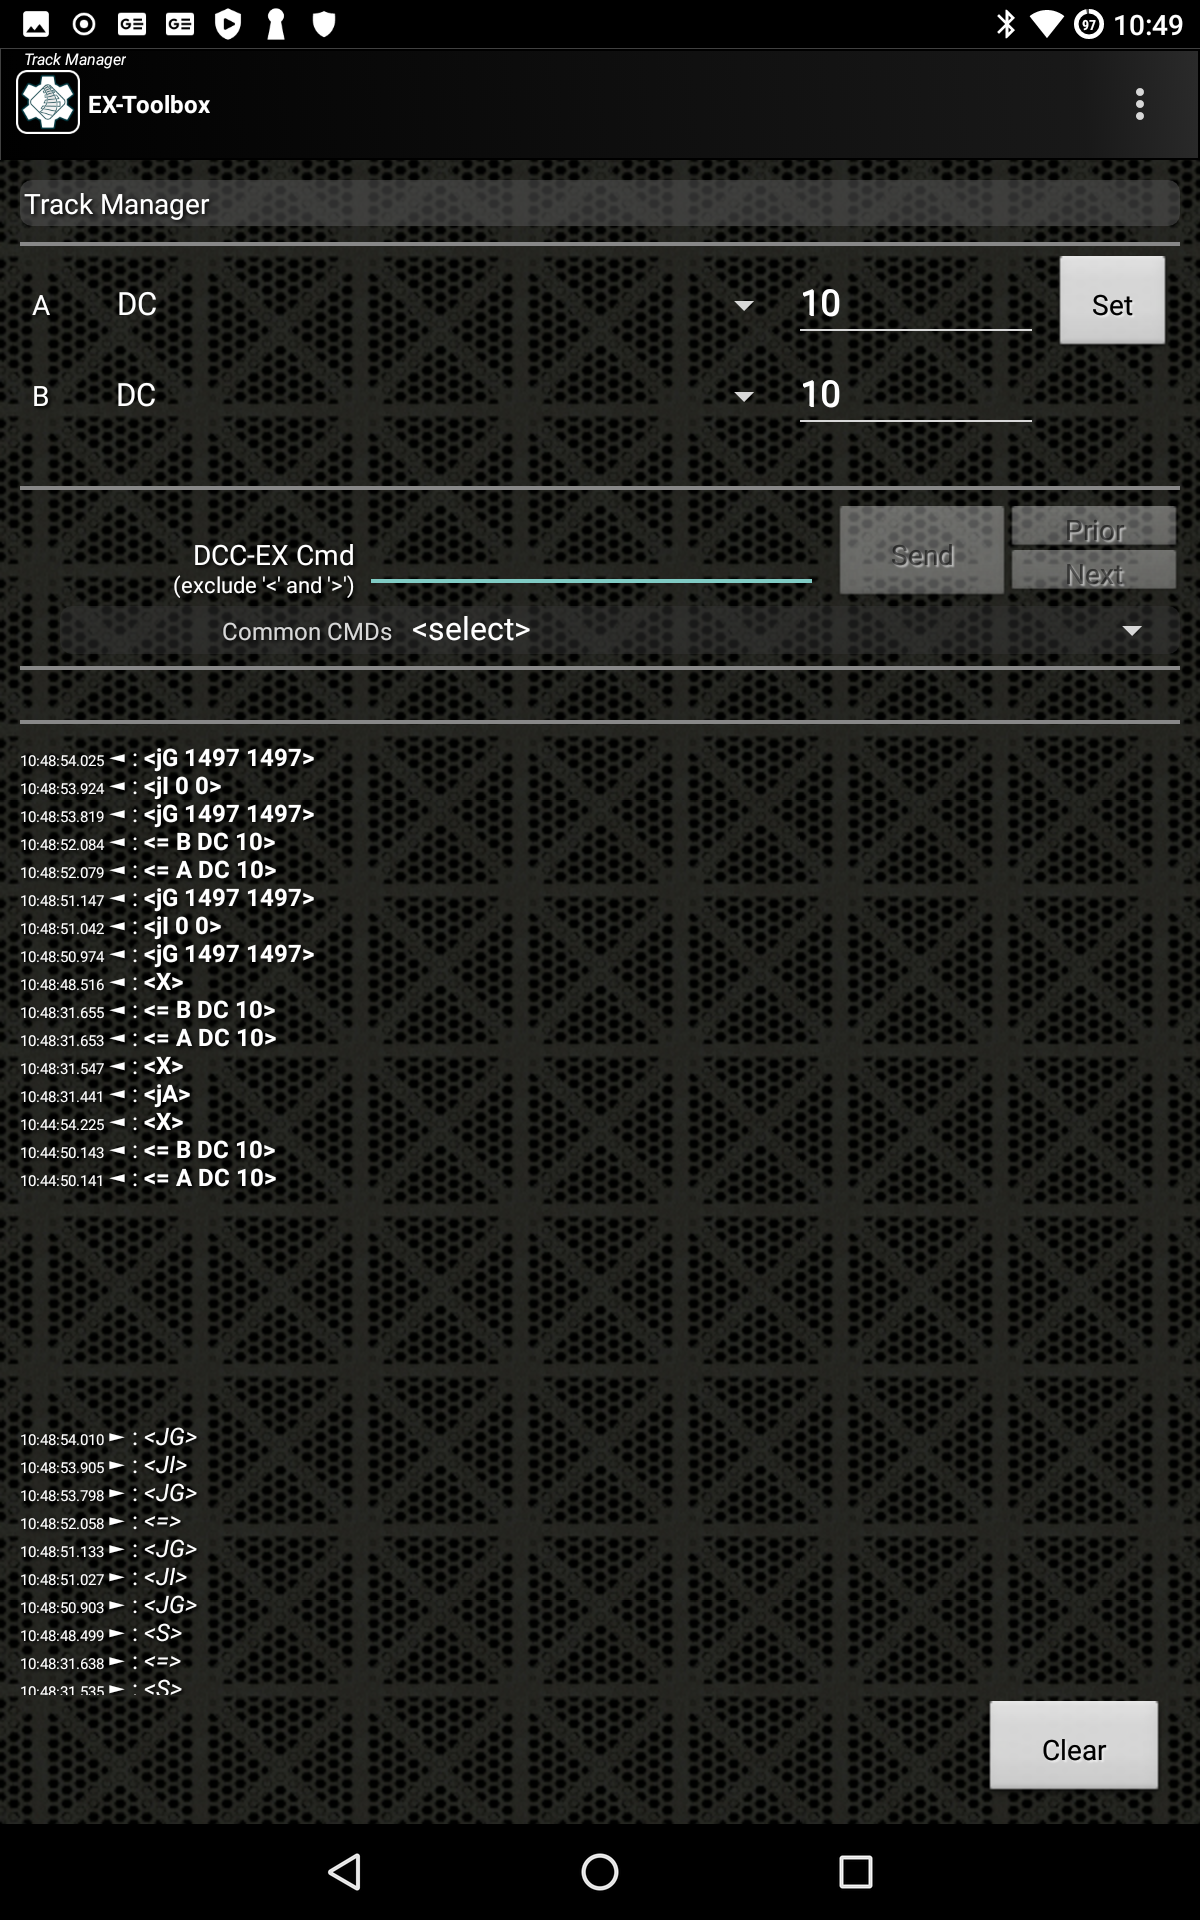 97 10:49
Track Manager
EX-Toolbox
Track Manager
A DC 10 Set
B DC 10
DCC-EX Cmd
(exclude '<' and '>')
Send
Prior
Next
Common CMDs <select>
10:48:54.025 ◄ : <jG 1497 1497>
10:48:53.924 ◄ : <jI 0 0>
10:48:53.819 ◄ : <jG 1497 1497>
10:48:52.084 ◄ : <= B DC 10>
10:48:52.079 ◄ : <= A DC 10>
10:48:51.147 ◄ : <jG 1497 1497>
10:48:51.042 ◄ : <jI 0 0>
10:48:50.974 ◄ : <jG 1497 1497>
10:48:48.516 ◄ : <X>
10:48:31.655 ◄ : <= B DC 10>
10:48:31.653 ◄ : <= A DC 10>
10:48:31.547 ◄ : <X>
10:48:31.441 ◄ : <jA>
10:44:54.225 ◄ : <X>
10:44:50.143 ◄ : <= B DC 10>
10:44:50.141 ◄ : <= A DC 10>
10:48:54.010 ► : <JG>
10:48:53.905 ► : <JI>
10:48:53.798 ► : <JG>
10:48:52.058 ► : <=>
10:48:51.133 ► : <JG>
10:48:51.027 ► : <JI>
10:48:50.903 ► : <JG>
10:48:48.499 ► : <S>
10:48:31.638 ► : <=>
10:48:31.535 ► : <S>
Clear